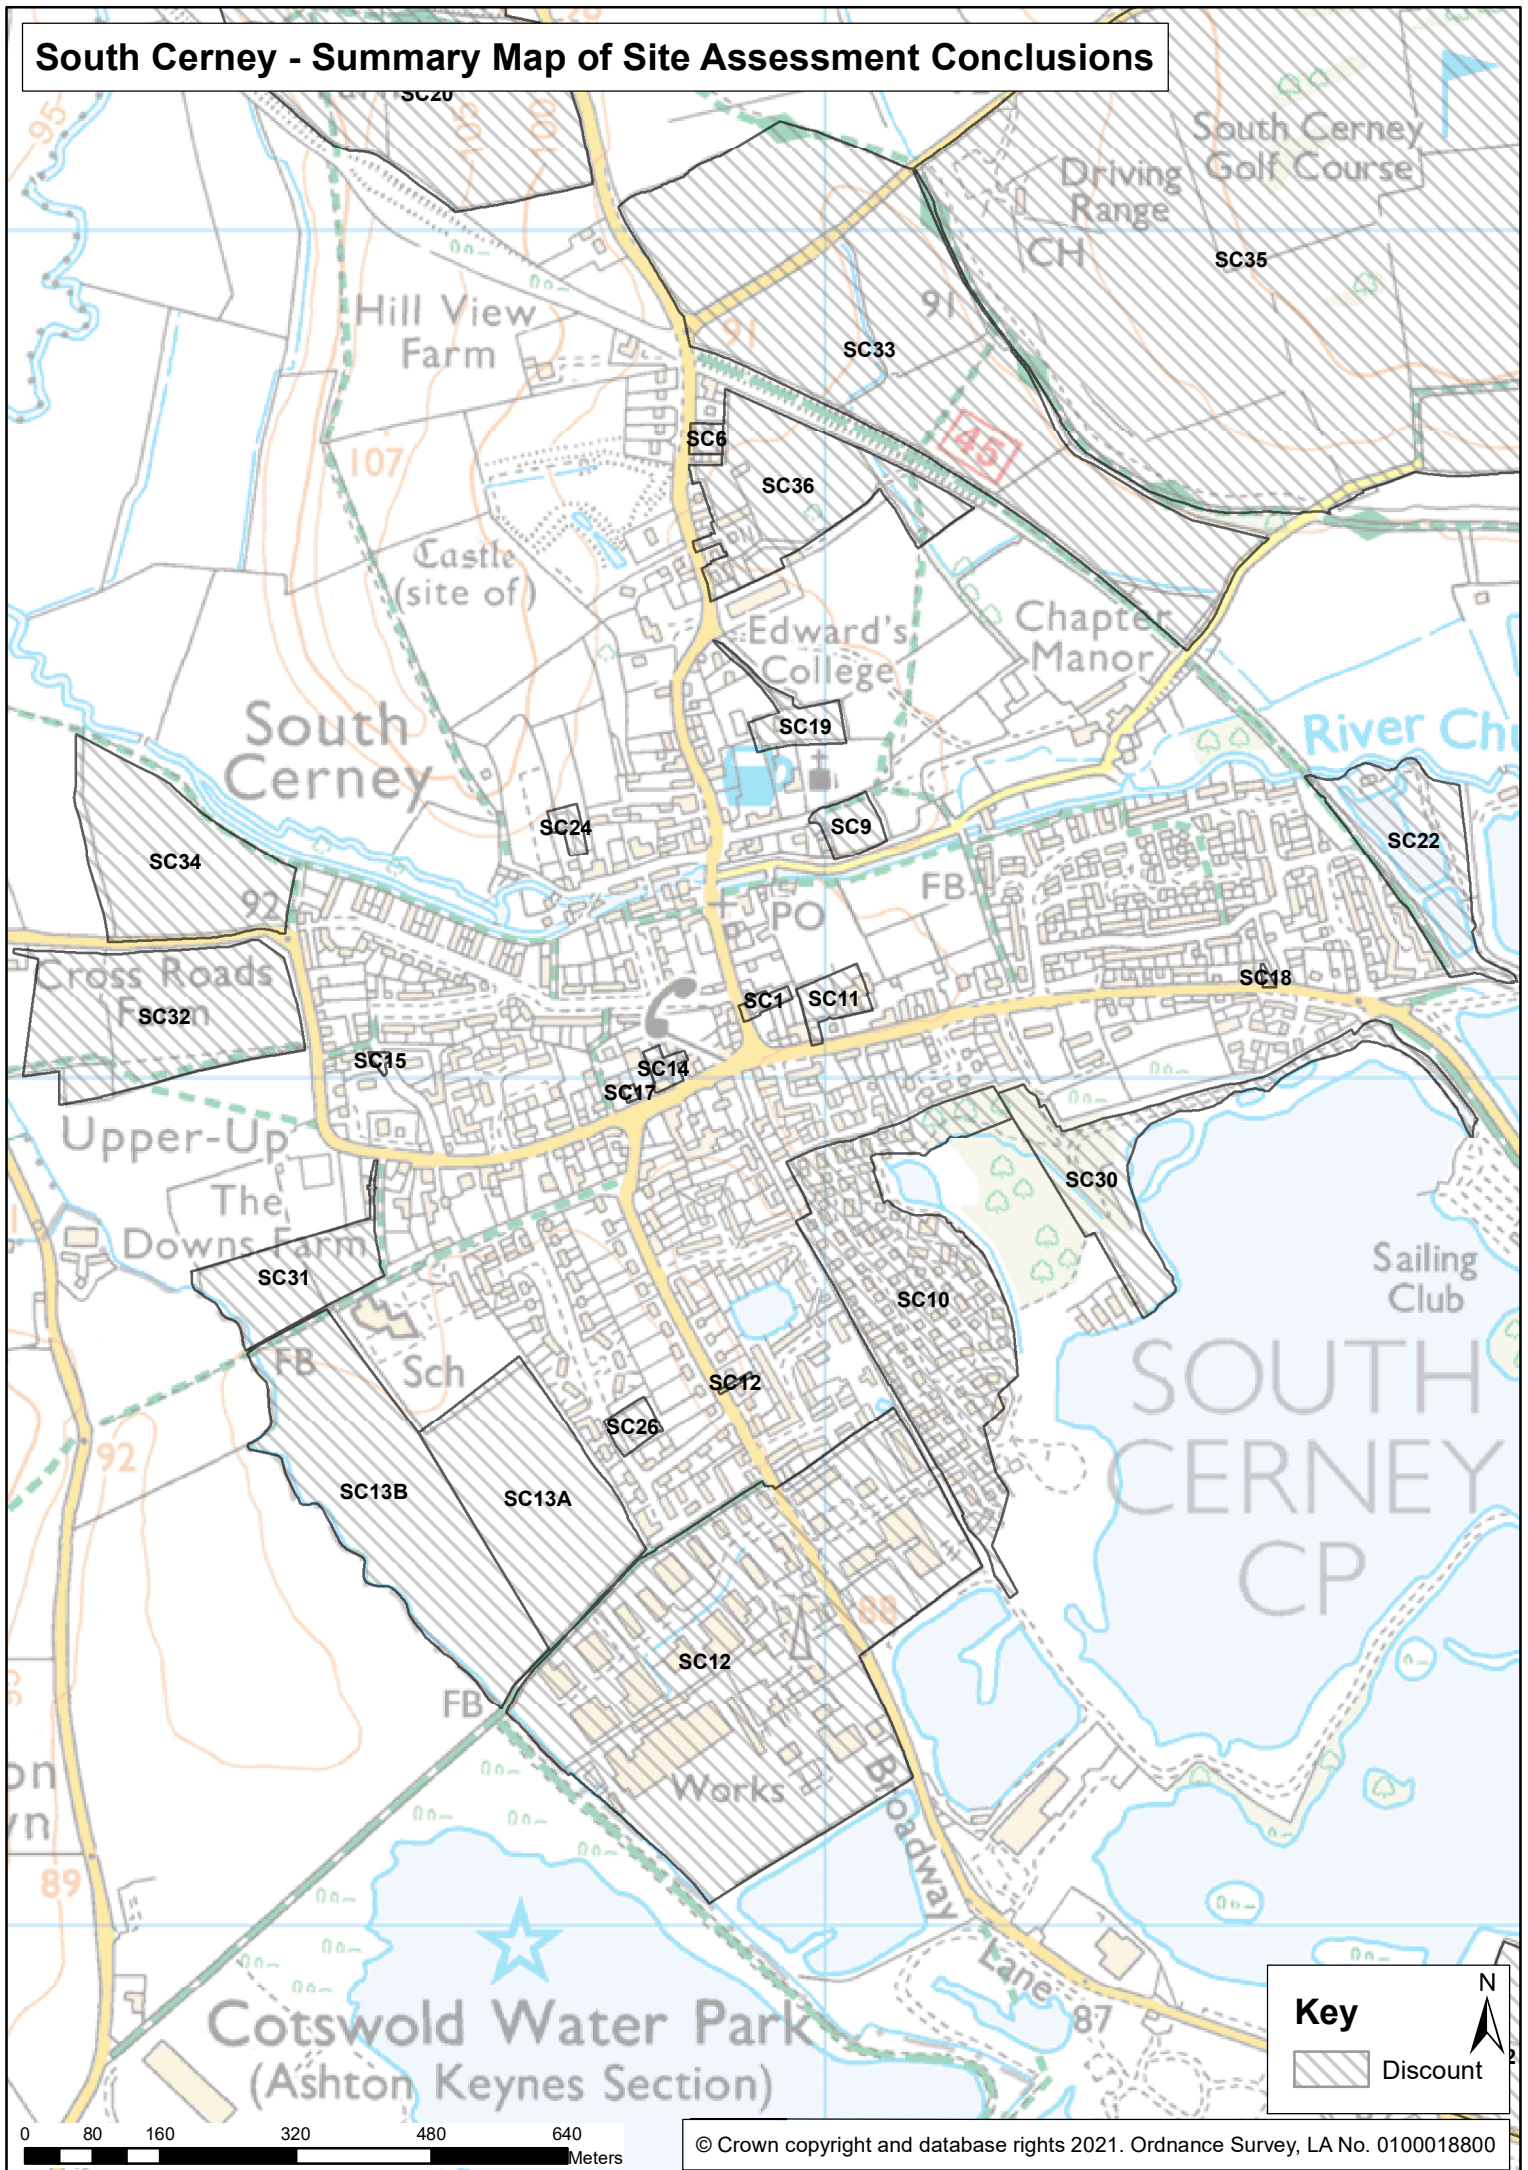 South Cerney - Summary Map of Site Assessment Conclusions
SC20
95
105
100
South Cerney
Golf Course
Driving
Range
CH
SC35
Hill View
Farm
91
91
SC33
SC6
45
107
SC36
Castle
(site of)
Edward's
College
Chapter
Manor
South
Cerney
SC19
River Chu
SC24
SC9
SC22
SC34
92
FB
PO
Cross Roads
Farm
SC32
SC1
SC11
SC18
SC15
SC14
SC17
Upper-Up
The
Downs Farm
SC30
SC31
Sailing
Club
SC10
FB
Sch
SOUTH
CERNEY
CP
SC12
SC26
92
SC13B
SC13A
88
SC12
FB
Works
Broadway
Lane
89
87
Cotswold Water Park
(Ashton Keynes Section)
Key
N
Discount
0 80 160 320 480 640
Meters
© Crown copyright and database rights 2021. Ordnance Survey, LA No. 0100018800